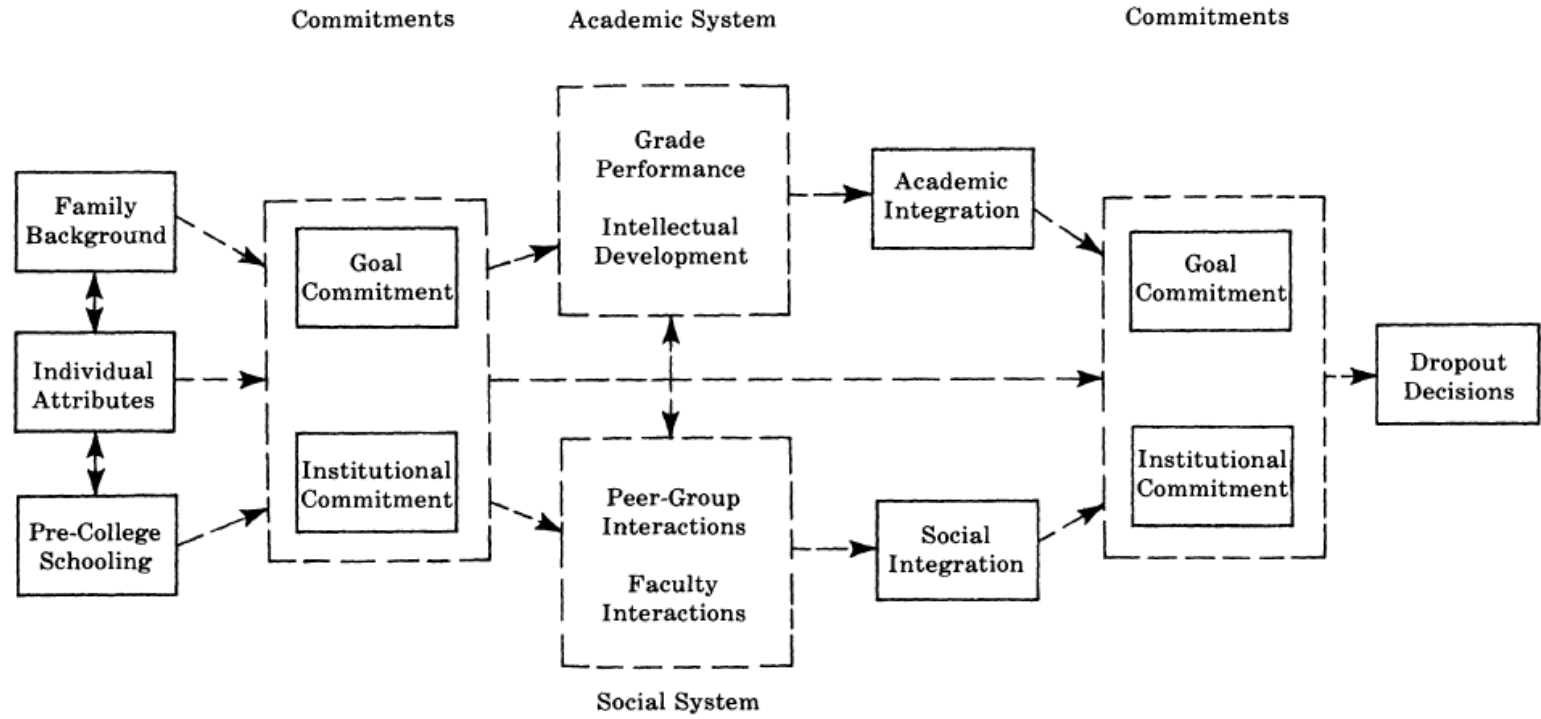 Commitments
Academic System
Commitments
Family
Background
Individual
Attributes
Pre-College
Schooling
Goal
Commitment
Institutional
Commitment
Grade
Performance
Intellectual
Development
Peer-Group
Interactions
Faculty
Interactions
Social System
Academic
Integration
Social
Integration
Goal
Commitment
Institutional
Commitment
Dropout
Decisions